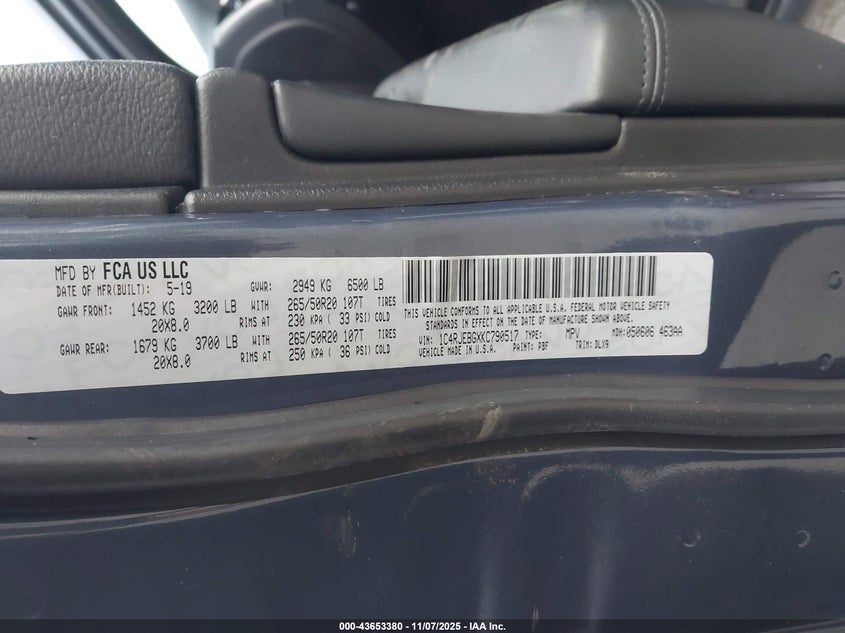 MFD BY FCA US LLC
DATE OF MFR(BUILT): 5-19 GVWR: 2949 KG 6500 LB
GAWR FRONT: 1452 KG 3200 LB WITH 265/50R20 107T TIRES
20X8.0 RIMS AT 230 KPA ( 33 PSI) COLD
GAWR REAR: 1679 KG 3700 LB WITH 265/50R20 107T TIRES
20X8.0 RIMS AT 250 KPA ( 36 PSI) COLD
THIS VEHICLE CONFORMS TO ALL APPLICABLE U.S.A. FEDERAL MOTOR VEHICLE SAFETY
STANDARDS IN EFFECT ON THE DATE OF MANUFACTURE SHOWN ABOVE.
VIN: 1C4RJEBGXKC790517 TYPE: MPV MDH: 050606 463AA
VEHICLE MADE IN U.S.A. PAINT: PBF TRIM: DLX9
000-43653380 - 11/07/2025 - IAA Inc.